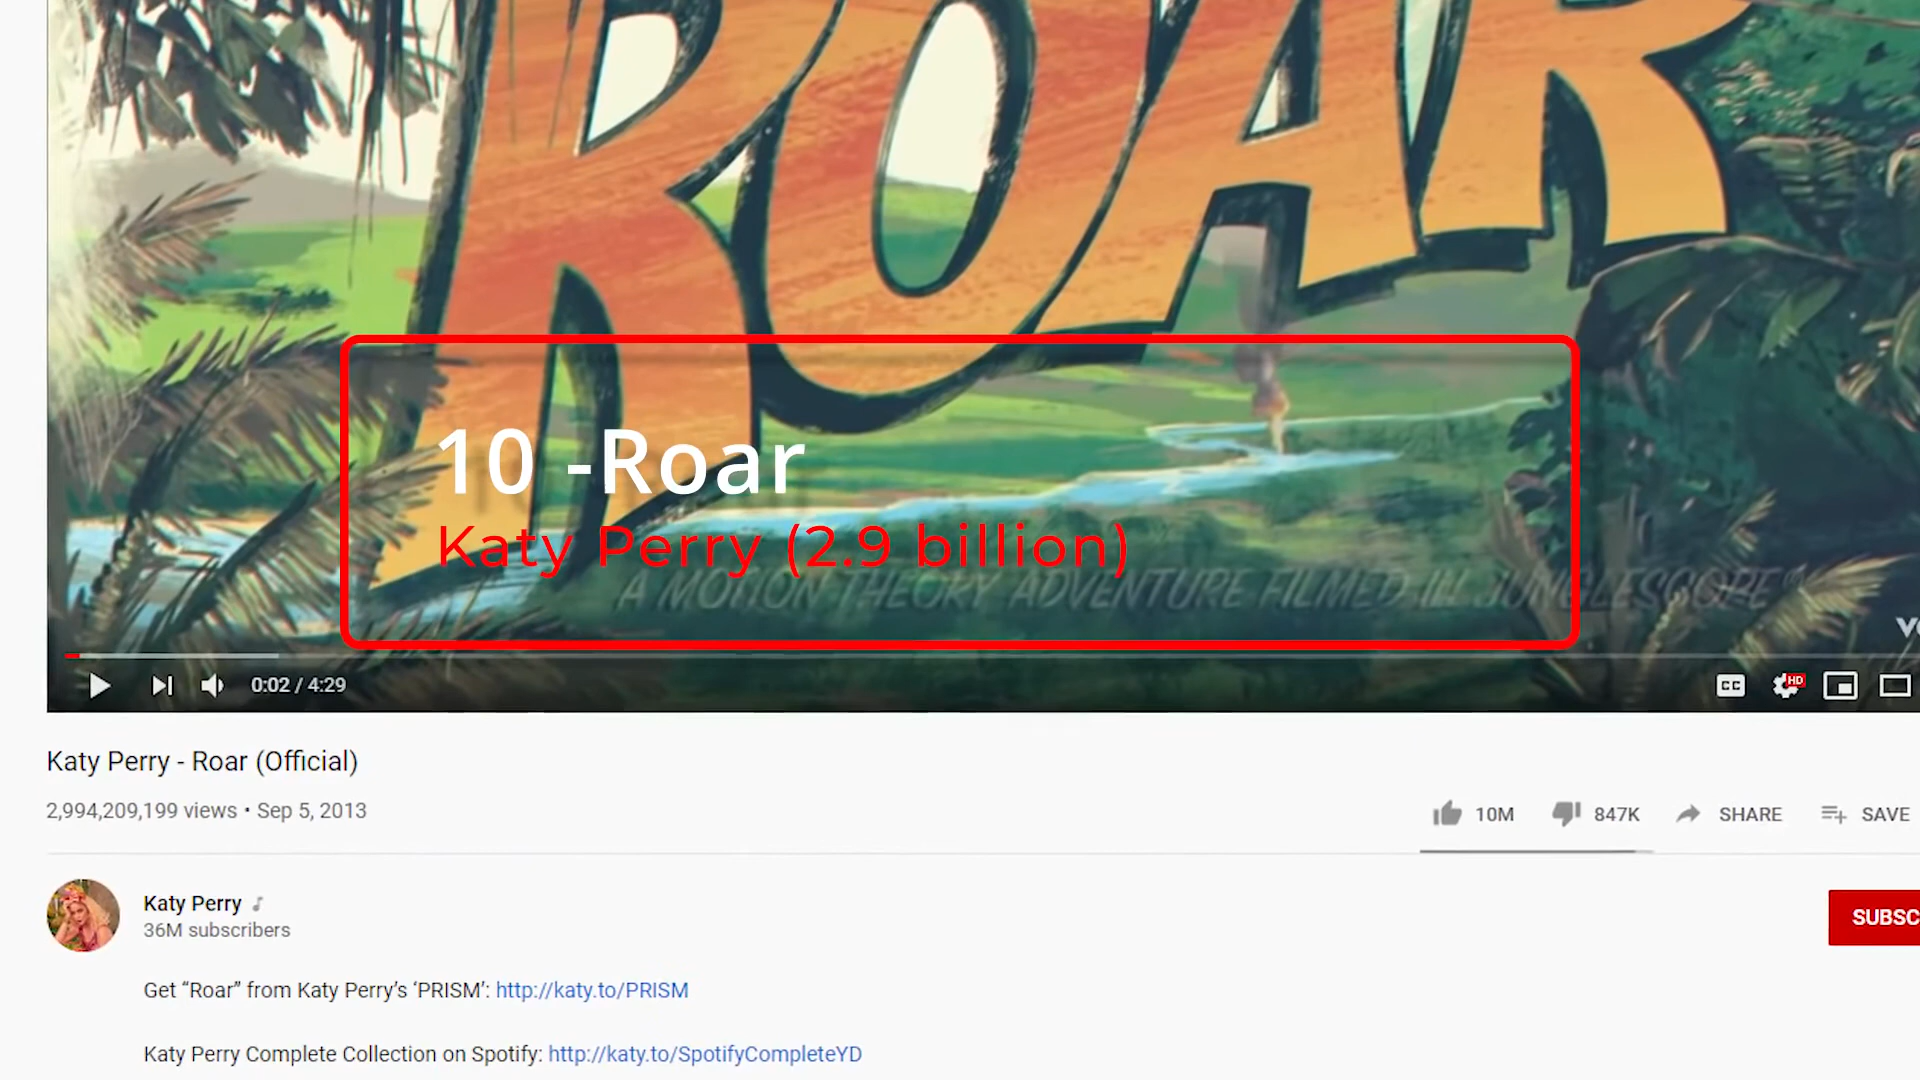 ROAR
10 -Roar
Katy Perry (2.9 billion)
A MOTION THEORY ADVENTURE FILMED IN JUNGLESCOPE
0:02 / 4:29
CC
HD
Katy Perry - Roar (Official)
2,994,209,199 views • Sep 5, 2013
10M
847K
SHARE
SAVE
Katy Perry
36M subscribers
SUBSC
Get “Roar” from Katy Perry’s ‘PRISM’: http://katy.to/PRISM
Katy Perry Complete Collection on Spotify: http://katy.to/SpotifyCompleteYD